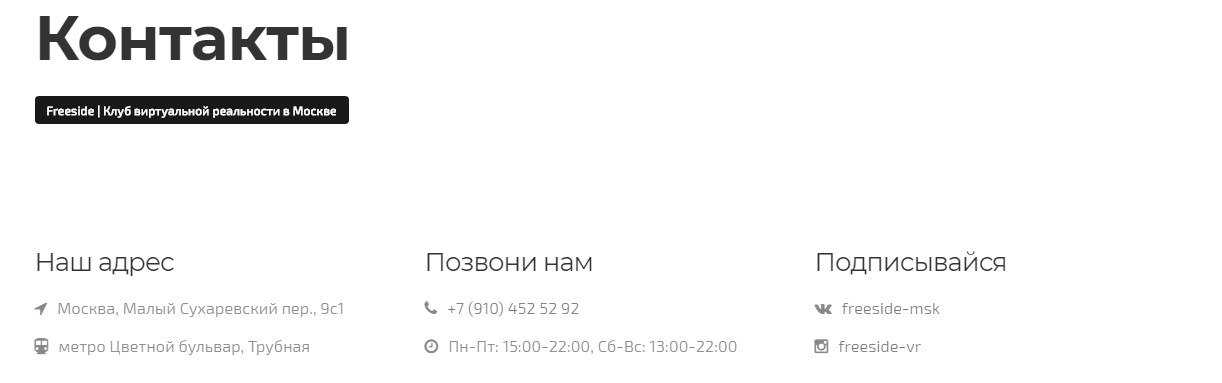 Контакты
Freeside | Клуб виртуальной реальности в Москве
Наш адрес
Москва, Малый Сухаревский пер., 9с1
метро Цветной бульвар, Трубная
Позвони нам
+7 (910) 452 52 92
Пн-Пт: 15:00-22:00, Сб-Вс: 13:00-22:00
Подписывайся
freeside-msk
freeside-vr